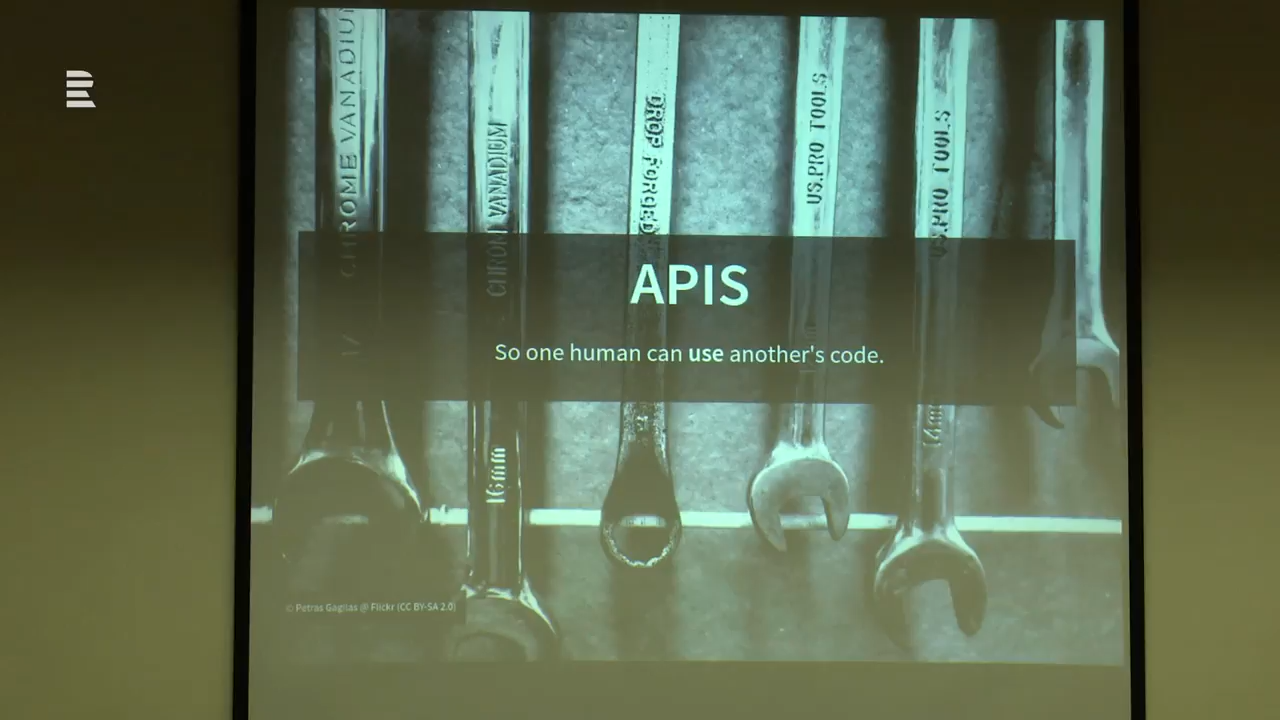 CHROME VANADIUM
CHROM VANADIUM
DROP FORGED
US.PRO TOOLS
US.PRO TOOLS
APIS
So one human can use another's code.
14mm
16mm
© Petras Gagilas @ Flickr (CC BY-SA 2.0)